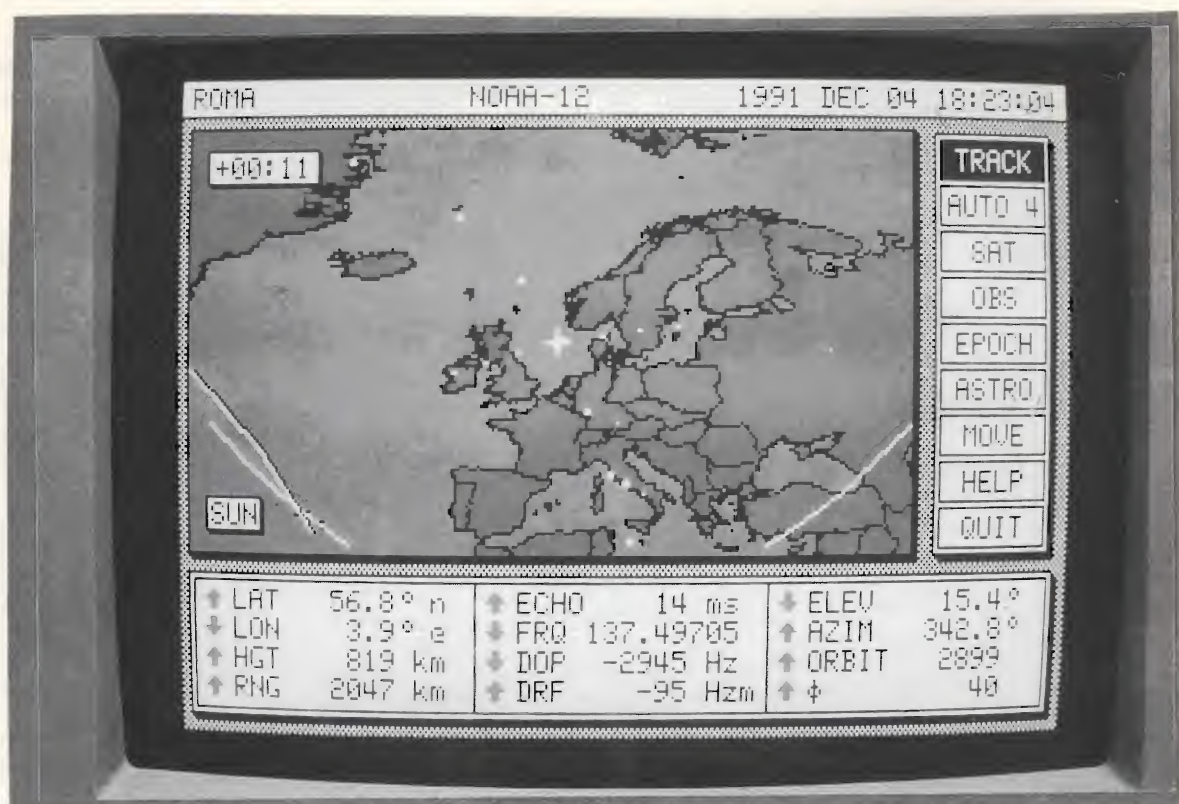 ROMA NOAA-12 1991 DEC 04 18:23:04
+00:11
SUN
TRACK
AUTO 4
SAT
OBS
EPOCH
ASTRO
MOVE
HELP
QUIT
↑ LAT 56.8° n
↓ LON 3.9° e
↑ HGT 819 km
↑ RNG 2047 km
↑ ECHO 14 ms
↓ FRQ 137.49705
↓ DOP -2945 Hz
↑ DRF -95 Hzm
↓ ELEV 15.4°
↑ AZIM 342.8°
↑ ORBIT 2899
↑ ϕ 40